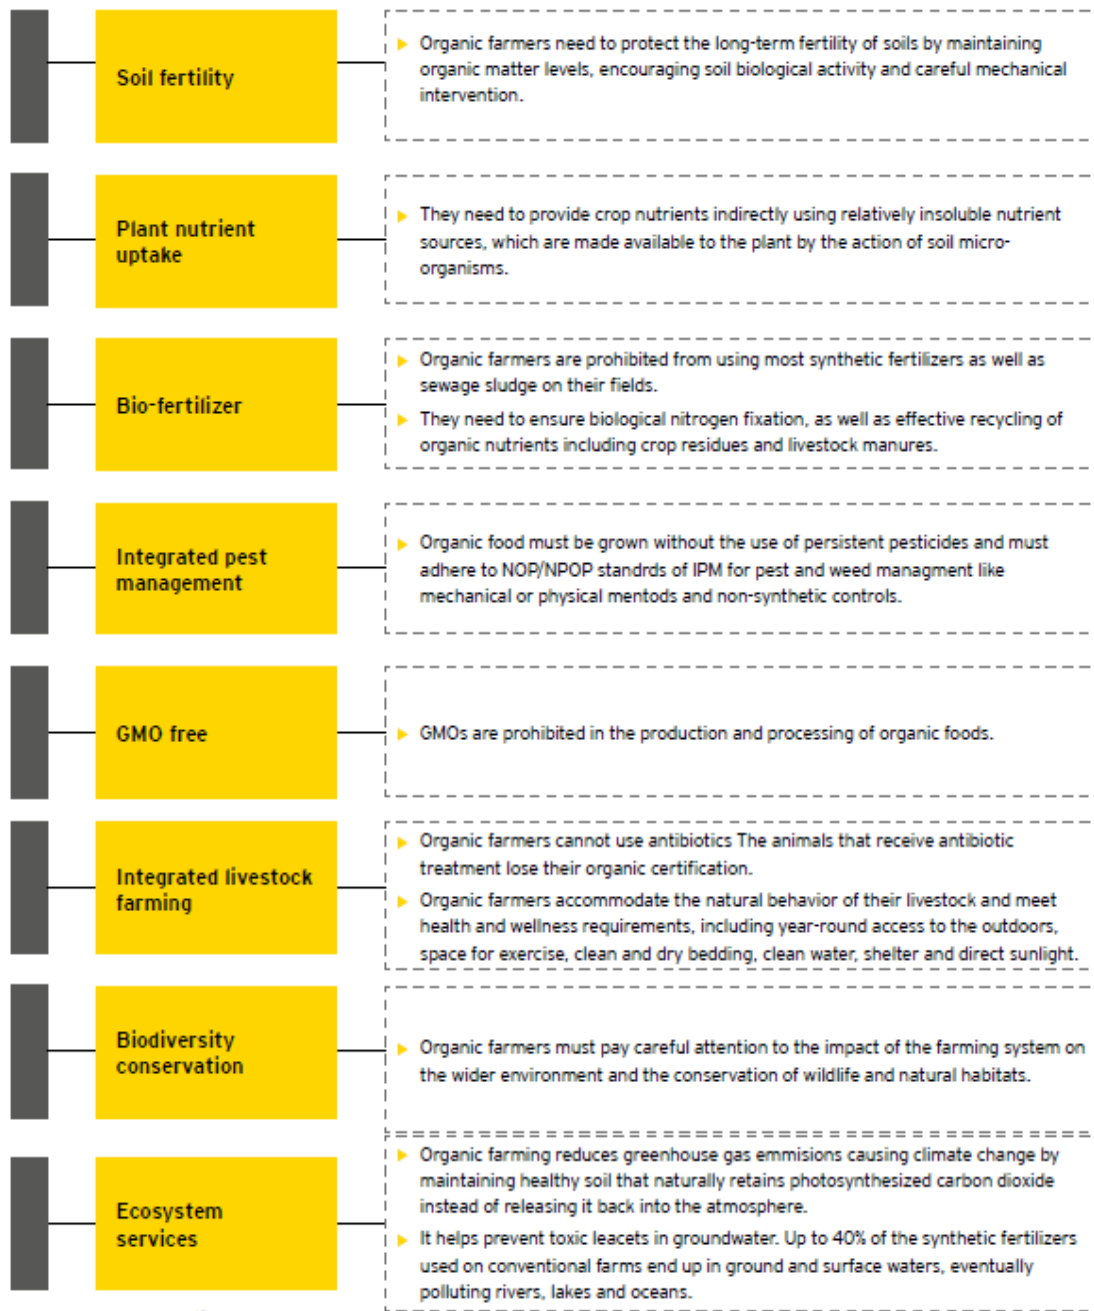 Soil fertility
Organic farmers need to protect the long-term fertility of soils by maintaining
organic matter levels, encouraging soil biological activity and careful mechanical
intervention.
Plant nutrient
uptake
They need to provide crop nutrients indirectly using relatively insoluble nutrient
sources, which are made available to the plant by the action of soil micro-
organisms.
Bio-fertilizer
Organic farmers are prohibited from using most synthetic fertilizers as well as
sewage sludge on their fields.
They need to ensure biological nitrogen fixation, as well as effective recycling of
organic nutrients including crop residues and livestock manures.
Integrated pest
management
Organic food must be grown without the use of persistent pesticides and must
adhere to NOP/NPOP standrds of IPM for pest and weed managment like
mechanical or physical mentods and non-synthetic controls.
GMO free
GMOs are prohibited in the production and processing of organic foods.
Integrated livestock
farming
Organic farmers cannot use antibiotics The animals that receive antibiotic
treatment lose their organic certification.
Organic farmers accommodate the natural behavior of their livestock and meet
health and wellness requirements, including year-round access to the outdoors,
space for exercise, clean and dry bedding, clean water, shelter and direct sunlight.
Biodiversity
conservation
Organic farmers must pay careful attention to the impact of the farming system on
the wider environment and the conservation of wildlife and natural habitats.
Ecosystem
services
Organic farming reduces greenhouse gas emmisions causing climate change by
maintaining healthy soil that naturally retains photosynthesized carbon dioxide
instead of releasing it back into the atmosphere.
It helps prevent toxic leacets in groundwater. Up to 40% of the synthetic fertilizers
used on conventional farms end up in ground and surface waters, eventually
polluting rivers, lakes and oceans.